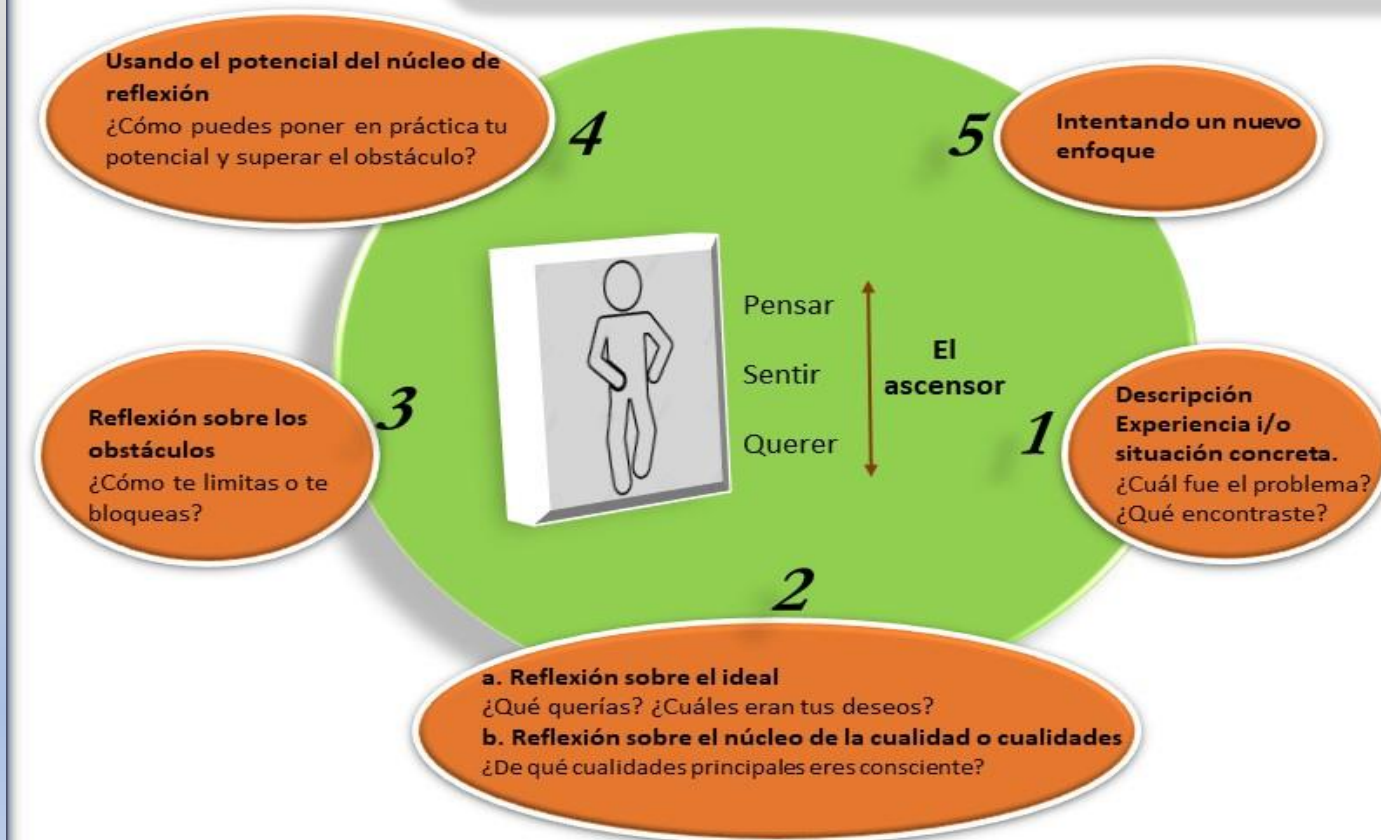 Usando el potencial del núcleo de
reflexión
¿Cómo puedes poner en práctica tu
potencial y superar el obstáculo?
4
5
Intentando un nuevo
enfoque
Pensar
Sentir
Querer
El
ascensor
Reflexión sobre los
obstáculos
¿Cómo te limitas o te
bloqueas?
3
1
Descripción
Experiencia i/o
situación concreta.
¿Cuál fue el problema?
¿Qué encontraste?
2
a. Reflexión sobre el ideal
¿Qué querías? ¿Cuáles eran tus deseos?
b. Reflexión sobre el núcleo de la cualidad o cualidades
¿De qué cualidades principales eres consciente?